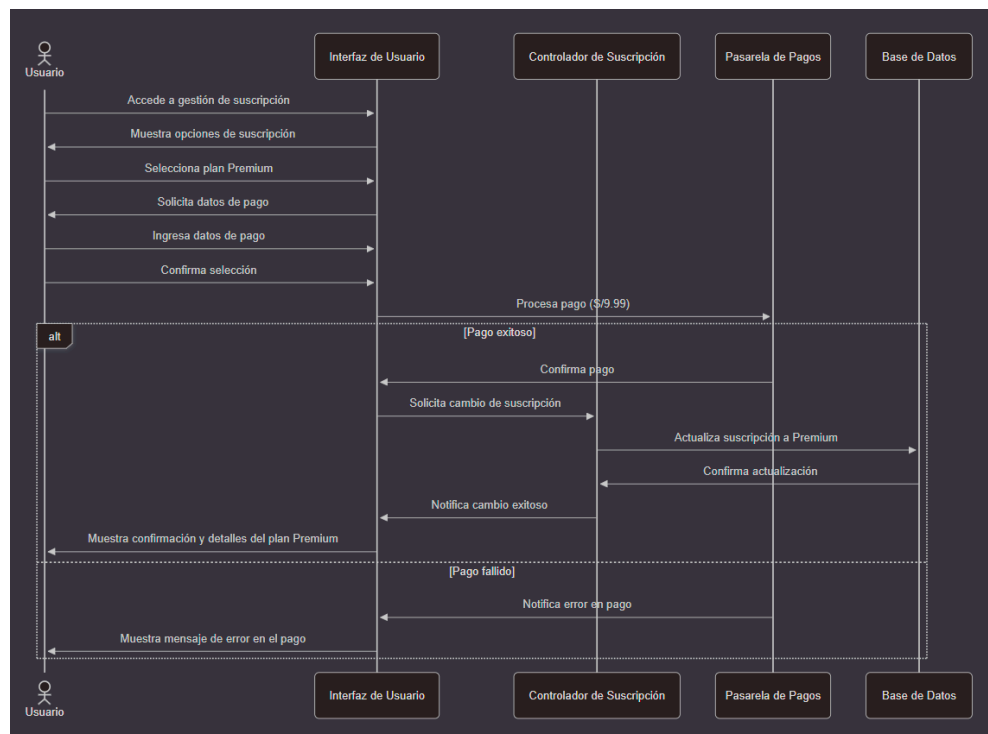 Usuario
Interfaz de Usuario
Controlador de Suscripción
Pasarela de Pagos
Base de Datos
Accede a gestión de suscripción
Muestra opciones de suscripción
Selecciona plan Premium
Solicita datos de pago
Ingresa datos de pago
Confirma selección
Procesa pago (S/9.99)
alt
[Pago exitoso]
Confirma pago
Solicita cambio de suscripción
Actualiza suscripción a Premium
Confirma actualización
Notifica cambio exitoso
Muestra confirmación y detalles del plan Premium
[Pago fallido]
Notifica error en pago
Muestra mensaje de error en el pago
Usuario
Interfaz de Usuario
Controlador de Suscripción
Pasarela de Pagos
Base de Datos